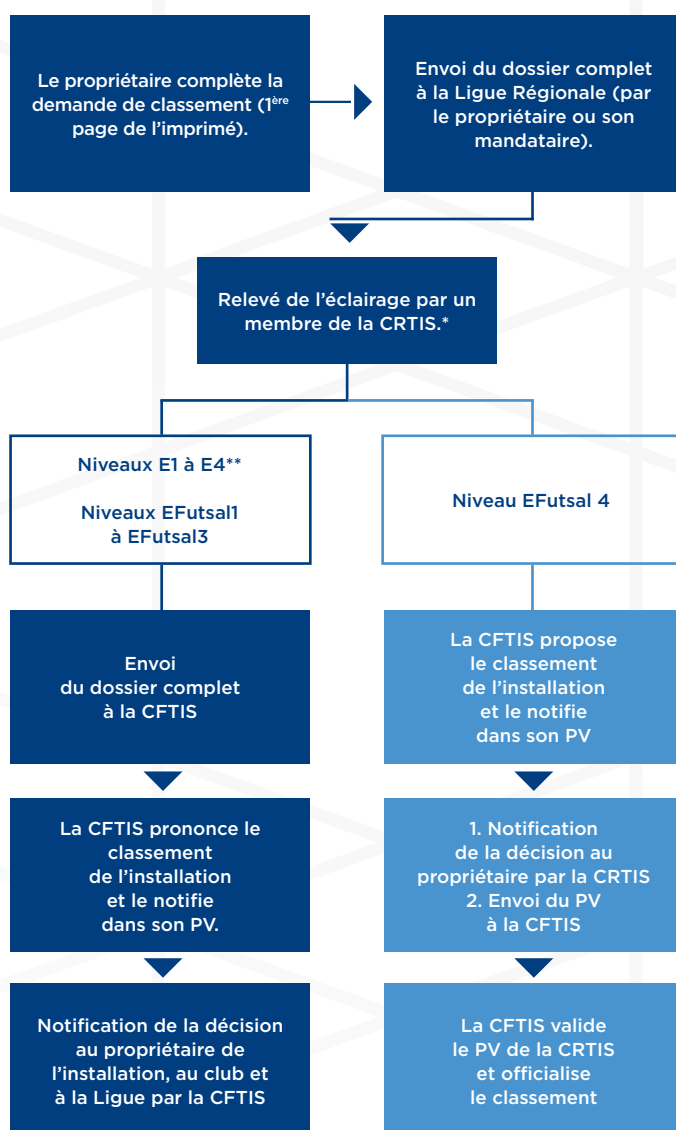 Le propriétaire complète la
demande de classement (1ère
page de l'imprimé).
Envoi du dossier complet
à la Ligue Régionale (par
le propriétaire ou son
mandataire).
Relevé de l'éclairage par un
membre de la CRTIS.*
Niveaux E1 à E4**
Niveaux EFutsal1
à EFutsal3
Niveau EFutsal 4
Envoi
du dossier complet
à la CFTIS
La CFTIS propose
le classement
de l'installation
et le notifie
dans son PV
La CFTIS prononce le
classement
de l'installation
et le notifie
dans son PV.
1. Notification
de la décision au
propriétaire par la CRTIS
2. Envoi du PV
à la CFTIS
Notification de la décision
au propriétaire de
l'installation, au club et
à la Ligue par la CFTIS
La CFTIS valide
le PV de la CRTIS
et officialise
le classement